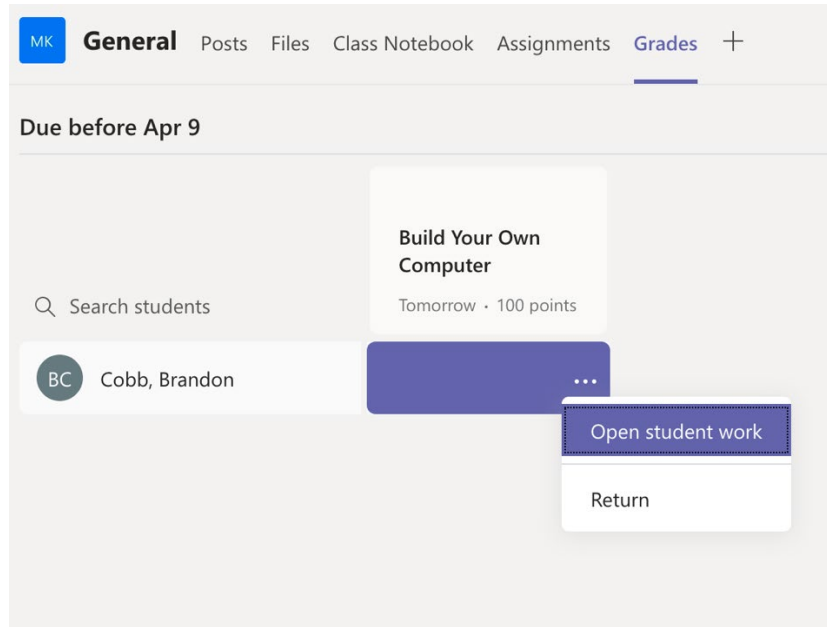 MK General Posts Files Class Notebook Assignments Grades +
Due before Apr 9
Build Your Own
Computer
Search students
Tomorrow • 100 points
BC Cobb, Brandon ...
Open student work
Return